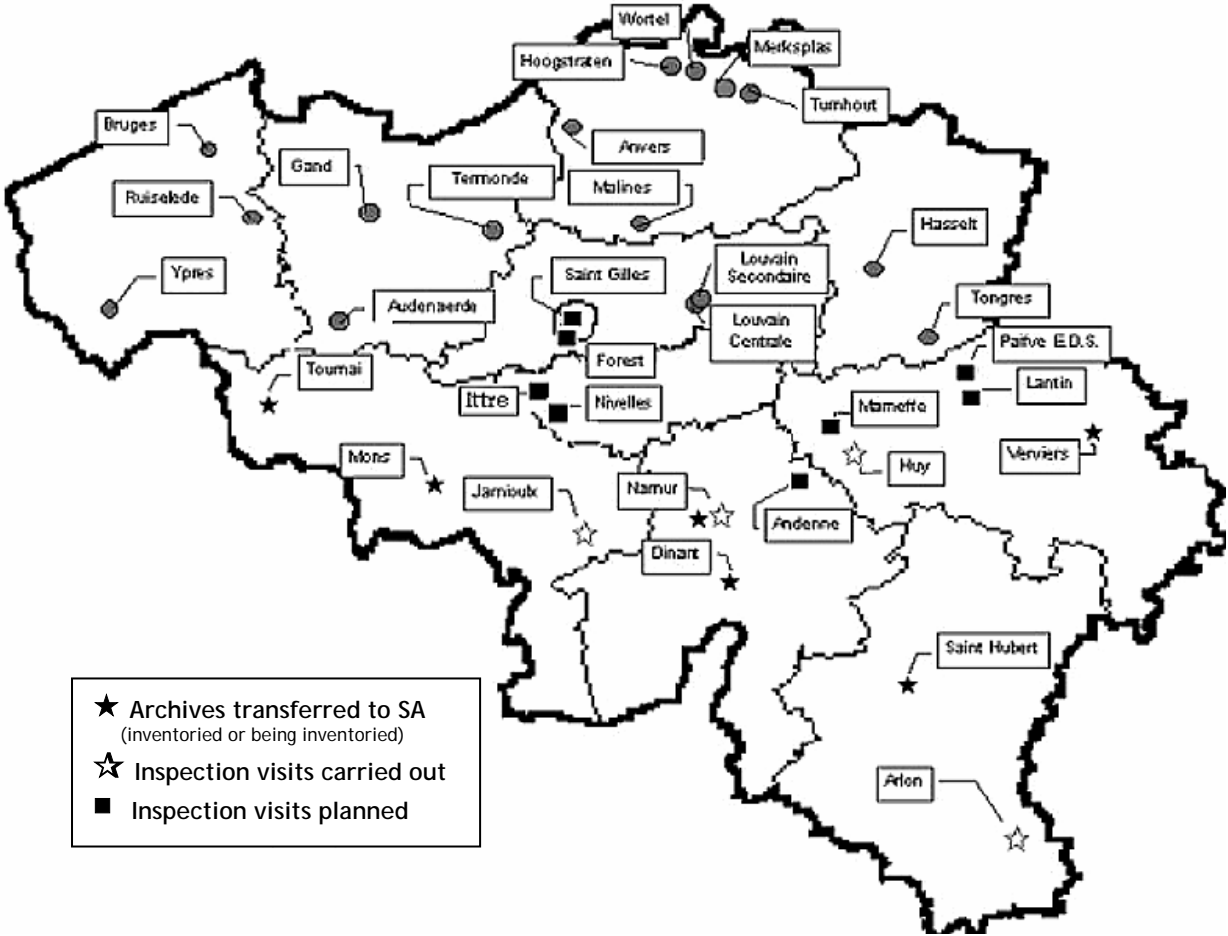 Wortel
Merksplas
Hoogstraten
Turnhout
Bruges
Anvers
Gand
Termonde
Malines
Ruiselede
Hasselt
Saint Gilles
Louvain
Secondaire
Ypres
Audenaerde
Tongres
Louvain
Centrale
Paifve E.D.S.
Forest
Tournai
Lantin
Ittre
Nivelles
Marneffe
Mons
Verviers
Huy
Jamioulx
Namur
Andenne
Dinant
Saint Hubert
★ Archives transferred to SA
(inventoried or being inventoried)
☆ Inspection visits carried out
■ Inspection visits planned
Arlon